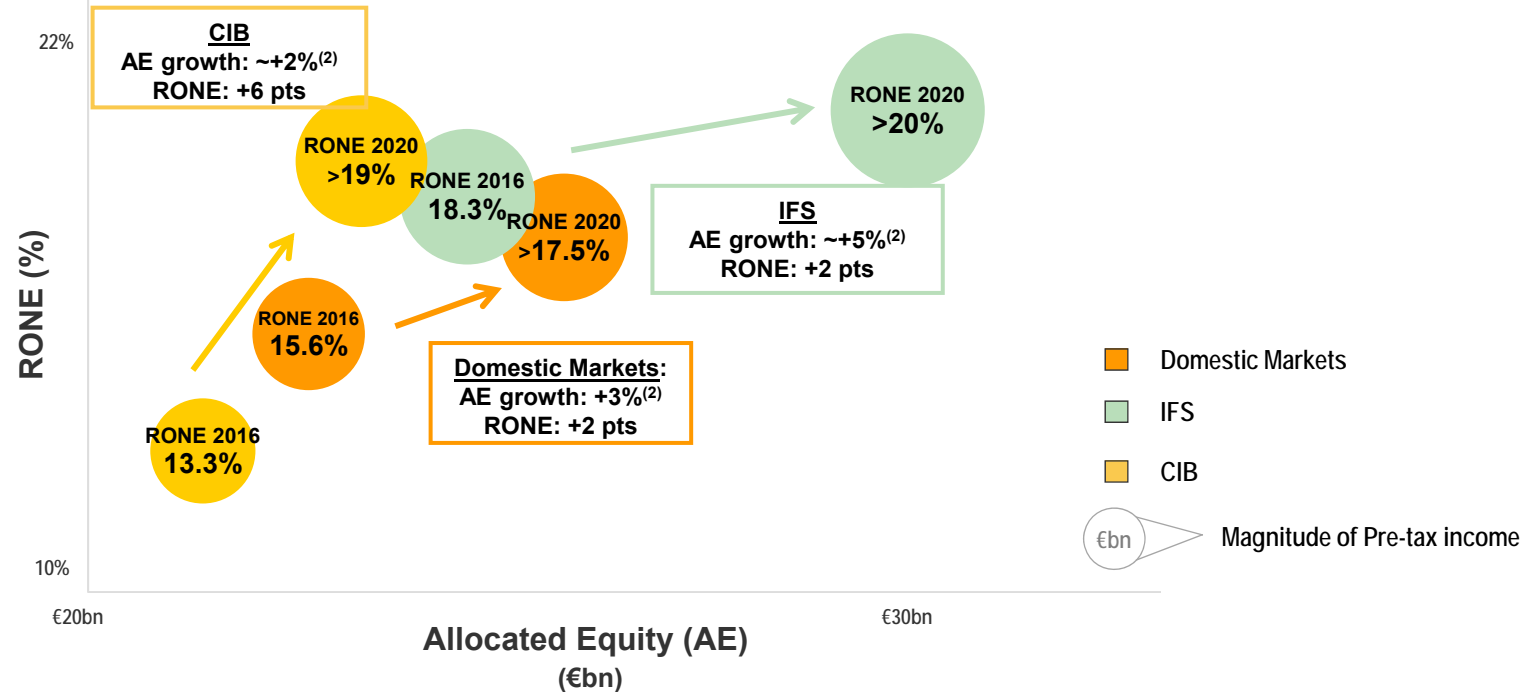 CIB
AE growth: ~+2%(2)
RONE: +6 pts
22%
RONE 2020
>20%
RONE 2020
>19%
RONE 2016
18.3%
RONE 2020
>17.5%
IFS
AE growth: ~+5%(2)
RONE: +2 pts
RONE (%)
RONE 2016
15.6%
Domestic Markets:
AE growth: +3%(2)
RONE: +2 pts
RONE 2016
13.3%
Domestic Markets
IFS
CIB
€bn
Magnitude of Pre-tax income
10%
€20bn
€30bn
Allocated Equity (AE)
(€bn)